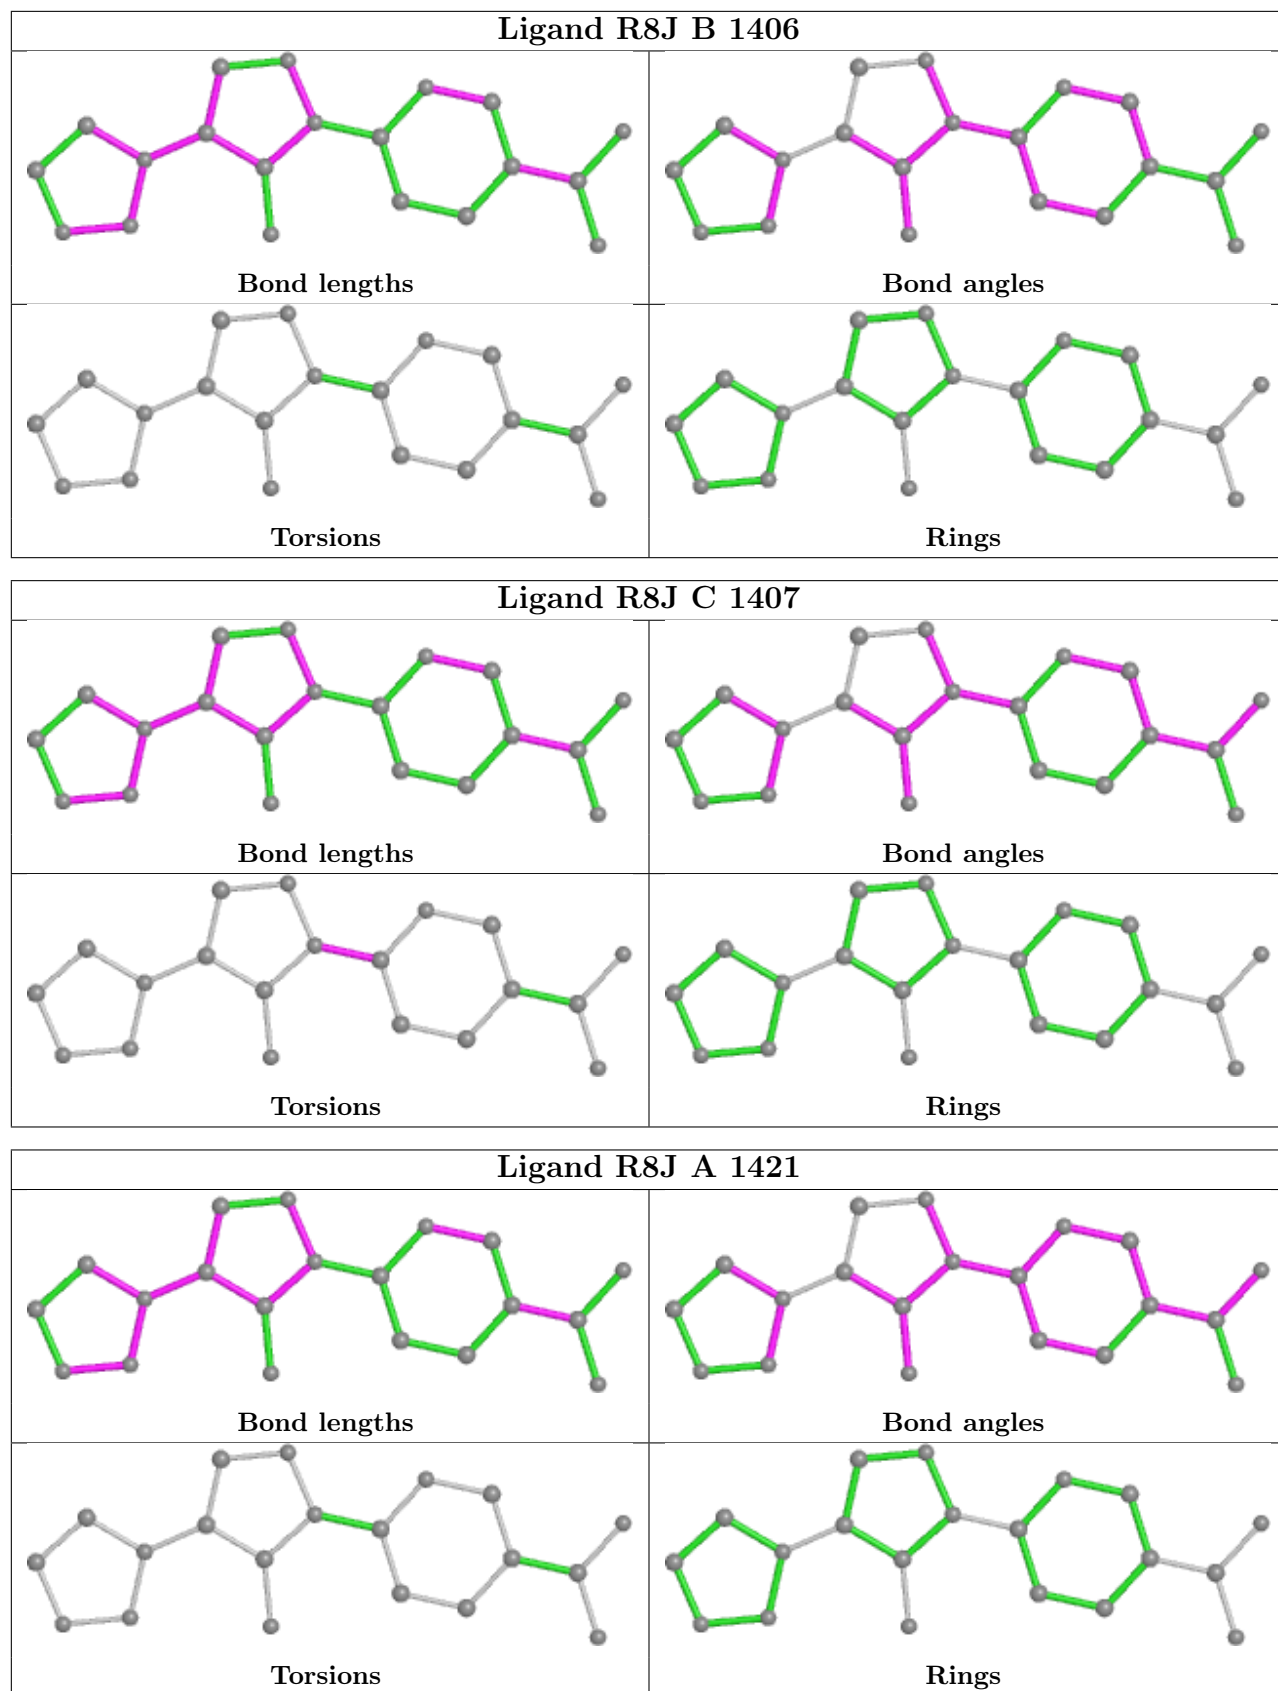 Ligand R8J B 1406
Bond lengths
Bond angles
Torsions
Rings
Ligand R8J C 1407
Bond lengths
Bond angles
Torsions
Rings
Ligand R8J A 1421
Bond lengths
Bond angles
Torsions
Rings